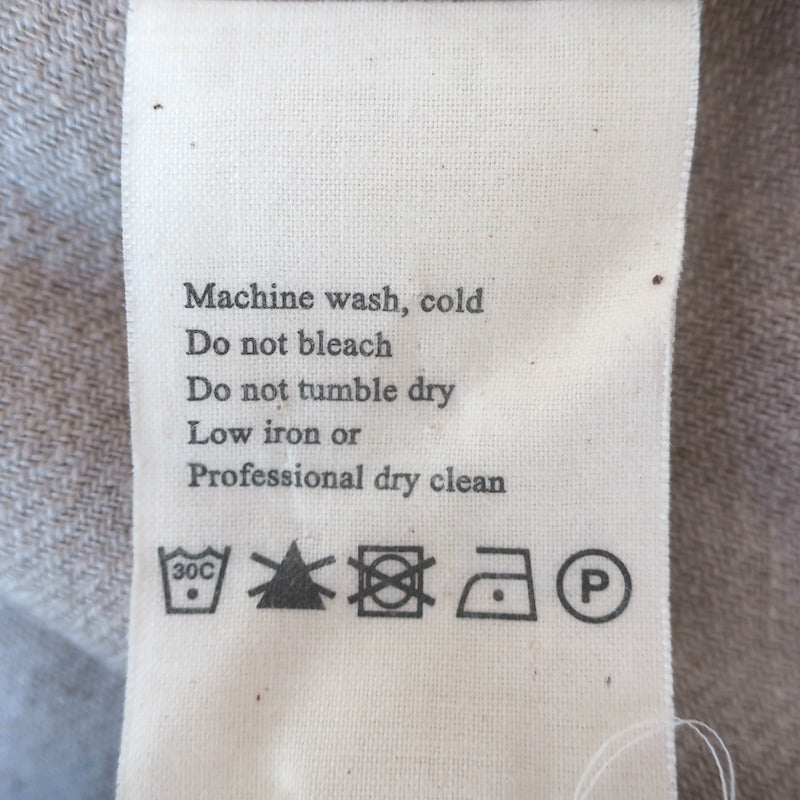 Machine wash, cold
Do not bleach
Do not tumble dry
Low iron or
Professional dry clean
30C P